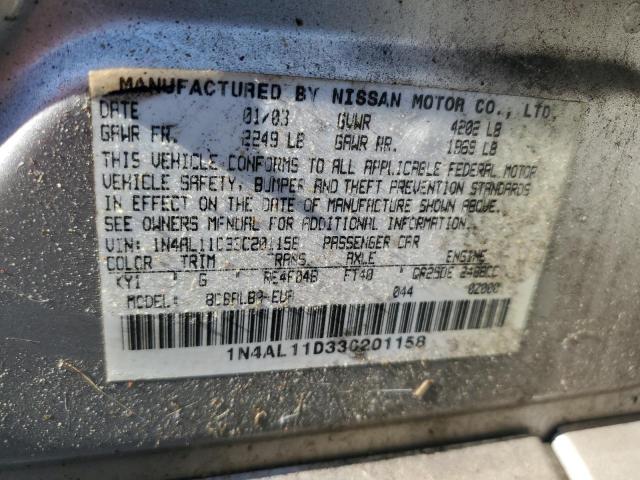 MANUFACTURED BY NISSAN MOTOR CO., LTD.
DATE 01/03 GVWR 4202 LB
GAWR FR. 2249 LB GAWR RR. 1969 LB
THIS VEHICLE CONFORMS TO ALL APPLICABLE FEDERAL MOTOR
VEHICLE SAFETY, BUMPER AND THEFT PREVENTION STANDARDS
IN EFFECT ON THE DATE OF MANUFACTURE SHOWN ABOVE.
SEE OWNERS MANUAL FOR ADDITIONAL INFORMATION.
VIN: 1N4AL11D33C201158 PASSENGER CAR
COLOR TRIM TRANS AXLE ENGINE
KY1 G RE4F04B FT40 QR25DE 2488CC
MODEL: 044
1N4AL11D33C201158